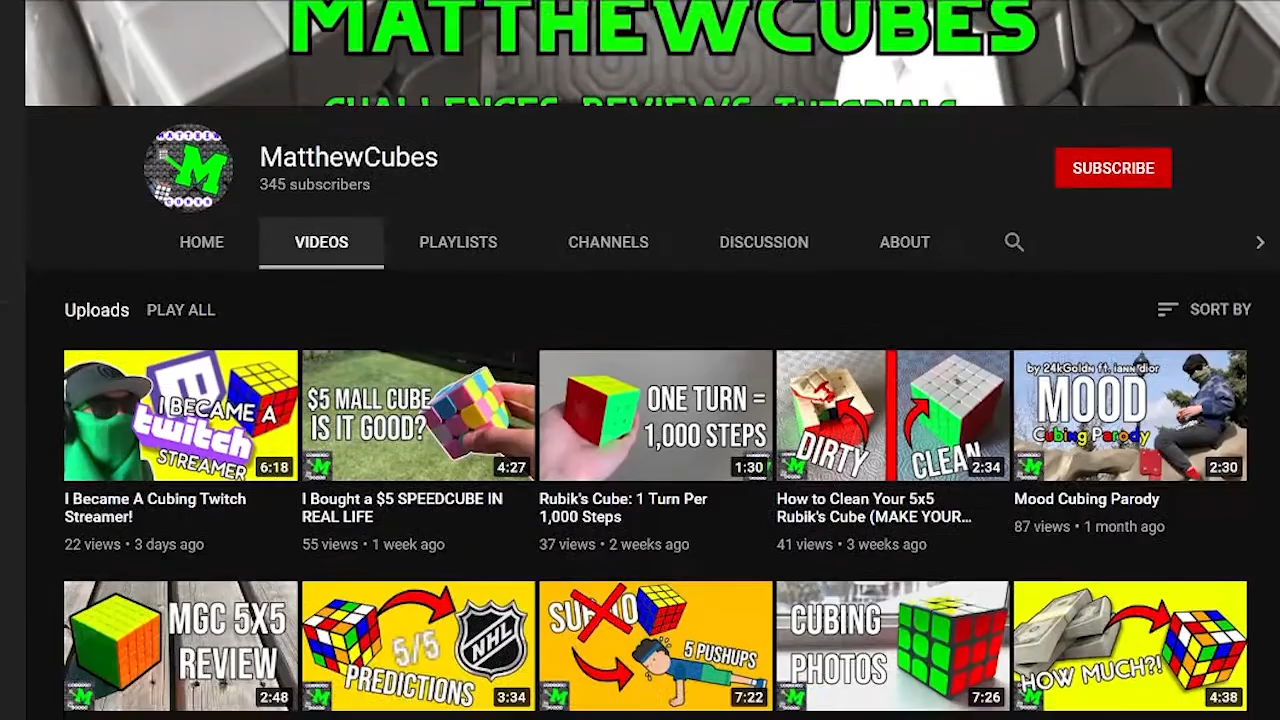 MATTHEWCUBES
CHALLENGES REVIEWS TUTORIALS
MATTHEW
M
CUBES
MatthewCubes
345 subscribers
SUBSCRIBE
HOME
VIDEOS
PLAYLISTS
CHANNELS
DISCUSSION
ABOUT
Uploads
PLAY ALL
SORT BY
I BECAME A
twitch
STREAMER
6:18
$5 MALL CUBE
IS IT GOOD?
4:27
ONE TURN =
1,000 STEPS
1:30
DIRTY
CLEAN
2:34
by 24kGoldn ft. iann dior
MOOD
Cubing Parody
2:30
I Became A Cubing Twitch
Streamer!
22 views • 3 days ago
I Bought a $5 SPEEDCUBE IN
REAL LIFE
55 views • 1 week ago
Rubik's Cube: 1 Turn Per
1,000 Steps
37 views • 2 weeks ago
How to Clean Your 5x5
Rubik's Cube (MAKE YOUR...
41 views • 3 weeks ago
Mood Cubing Parody
87 views • 1 month ago
MGC 5X5
REVIEW
2:48
5/5
NHL
PREDICTIONS
3:34
5 PUSHUPS
7:22
CUBING
PHOTOS
7:26
HOW MUCH?!
4:38